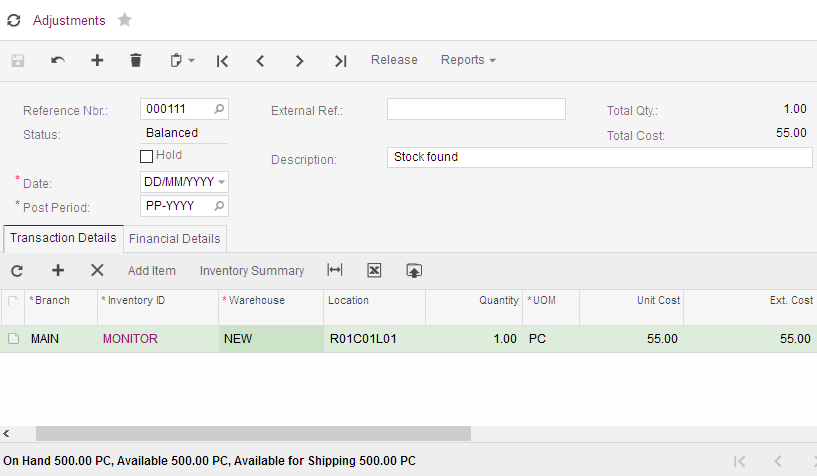 Adjustments
Release Reports
Reference Nbr.: 000111 External Ref.: Total Qty.: 1.00
Status: Balanced Total Cost: 55.00
Hold Description: Stock found
* Date: DD/MM/YYYY
* Post Period: PP-YYYY
Transaction Details Financial Details
Add Item Inventory Summary
* Branch * Inventory ID * Warehouse Location Quantity * UOM Unit Cost Ext. Cost
MAIN MONITOR NEW R01C01L01 1.00 PC 55.00 55.00
On Hand 500.00 PC, Available 500.00 PC, Available for Shipping 500.00 PC